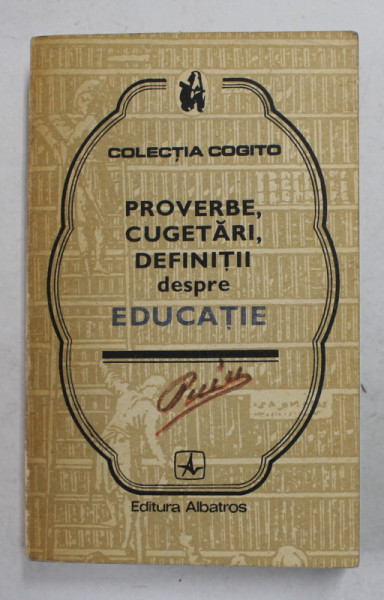 COLECȚIA COGITO
PROVERBE,
CUGETĂRI,
DEFINIȚII
despre
EDUCAȚIE
Editura Albatros